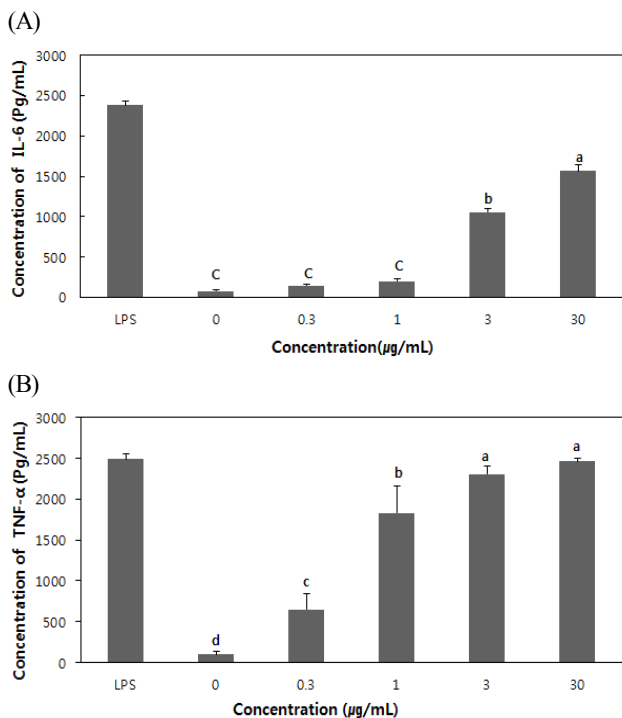 (A)
Concentration of IL-6 (Pg/mL)
3000
2500
2000
1500
1000
500
0
C
C
C
b
a
LPS
0
0.3
1
3
30
Concentration(㎍/mL)
(B)
Concentration of TNF-α (Pg/mL)
3000
2500
2000
1500
1000
500
0
d
c
b
a
a
LPS
0
0.3
1
3
30
Concentration (㎍/mL)